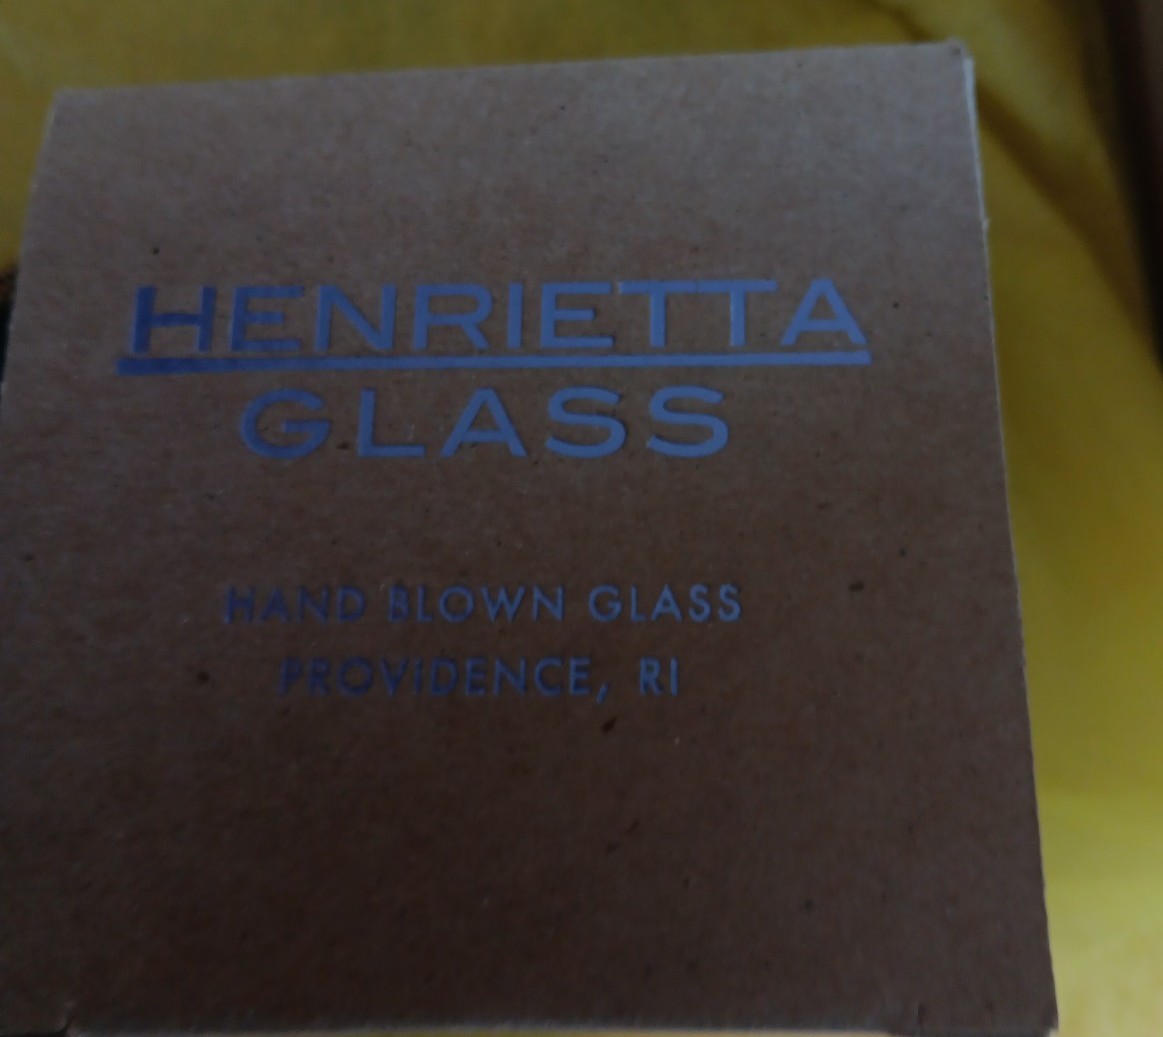 HENRIETTA
GLASS
HAND BLOWN GLASS
PROVIDENCE, RI